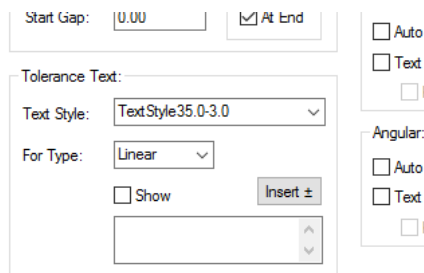 Start Gap: 0.00 At End
Tolerance Text:
Text Style: TextStyle35.0-3.0
For Type: Linear
Show Insert ±
Auto
Text
Angular:
Auto
Text